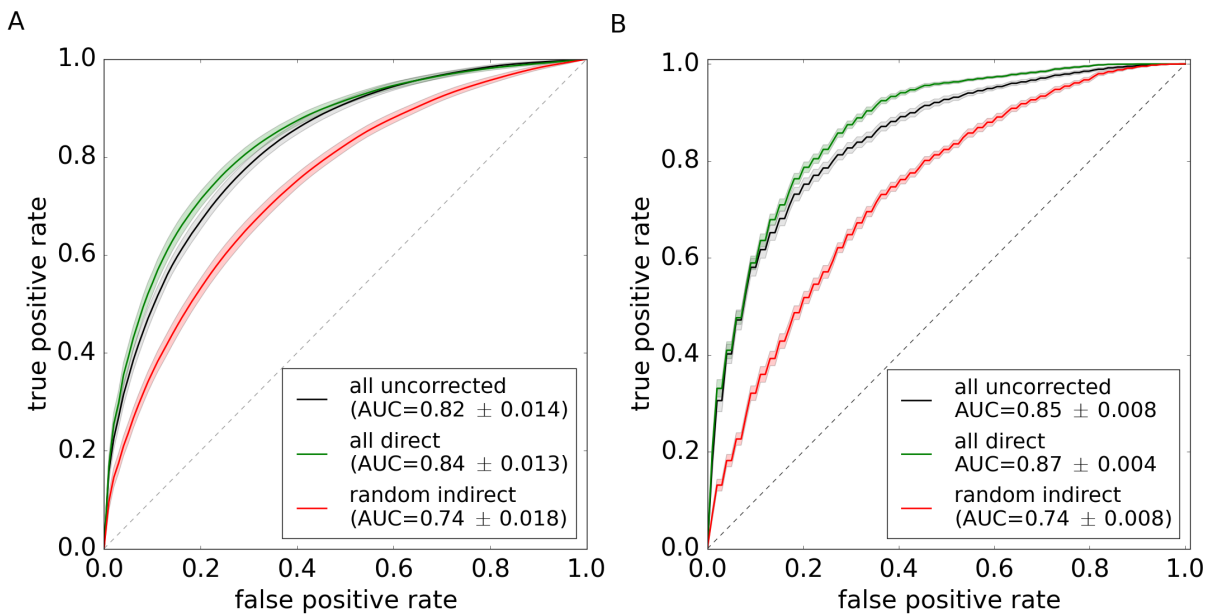 A
1.0
0.8
0.6
0.4
0.2
0.0
true positive rate
0.0 0.2 0.4 0.6 0.8 1.0
false positive rate
all uncorrected
(AUC=0.82 ± 0.014)
all direct
(AUC=0.84 ± 0.013)
random indirect
(AUC=0.74 ± 0.018)
B
1.0
0.8
0.6
0.4
0.2
0.0
true positive rate
0.0 0.2 0.4 0.6 0.8 1.0
false positive rate
all uncorrected
AUC=0.85 ± 0.008
all direct
AUC=0.87 ± 0.004
random indirect
(AUC=0.74 ± 0.008)